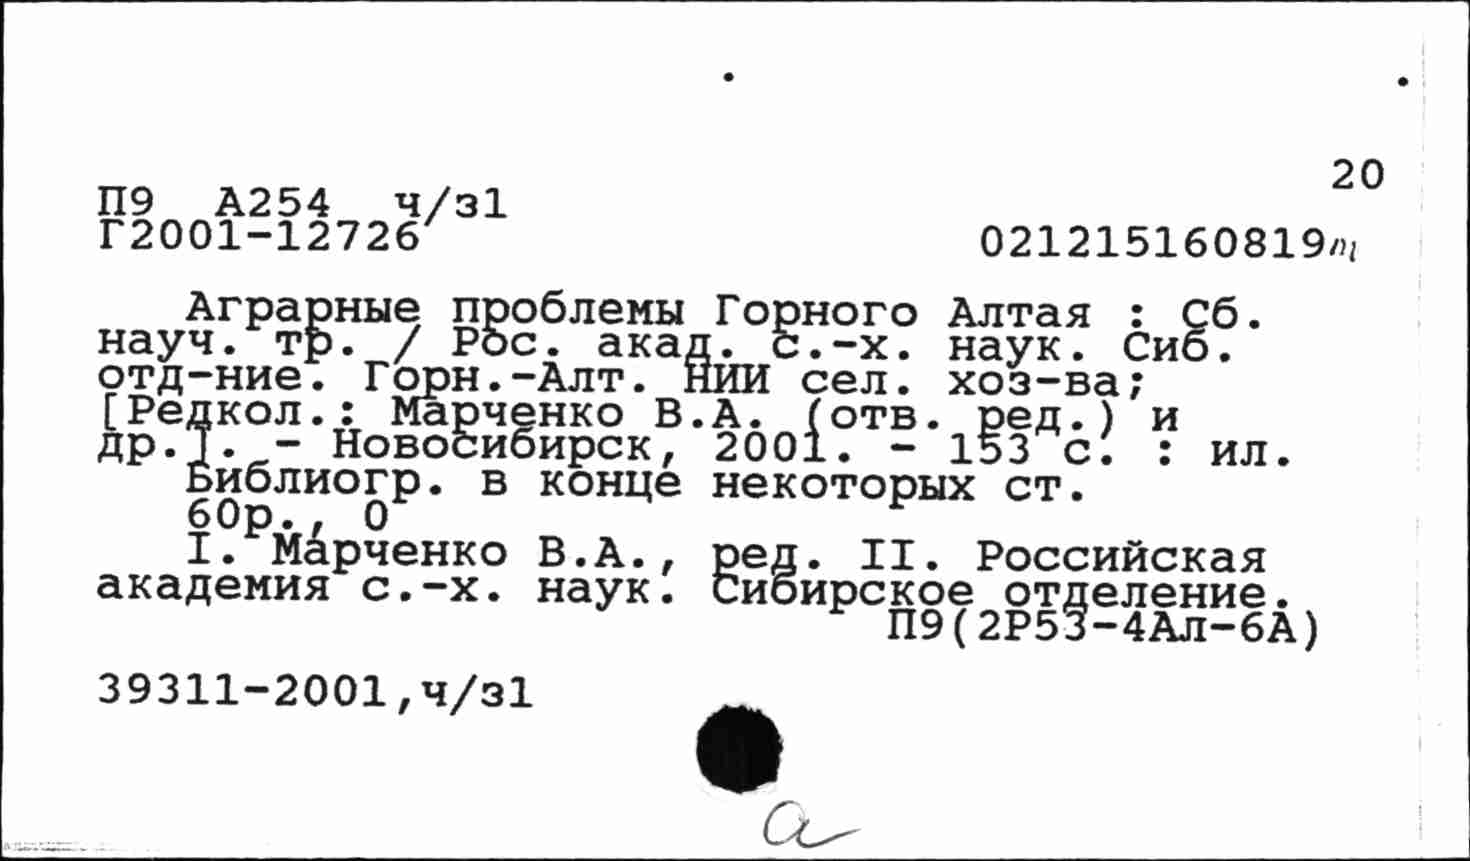 20
П9  А254  ч/з1
Г2001-12726
021215160819
Аграрные проблемы Горного Алтая : Сб.
науч. тр. / Рос. акад. с.-х. наук. Сиб.
отд-ние. Горн.-Алт. НИИ сел. хоз-ва;
[Редкол.: Марченко В.А. (отв. ред.) и
др.]. - Новосибирск, 2001. - 153 с. : ил.
Библиогр. в конце некоторых ст.
60р., 0
I. Марченко В.А., ред. II. Российская
академия с.-х. наук. Сибирское отделение.
П9(2Р53-4Ал-6А)
39311-2001,ч/з1
а